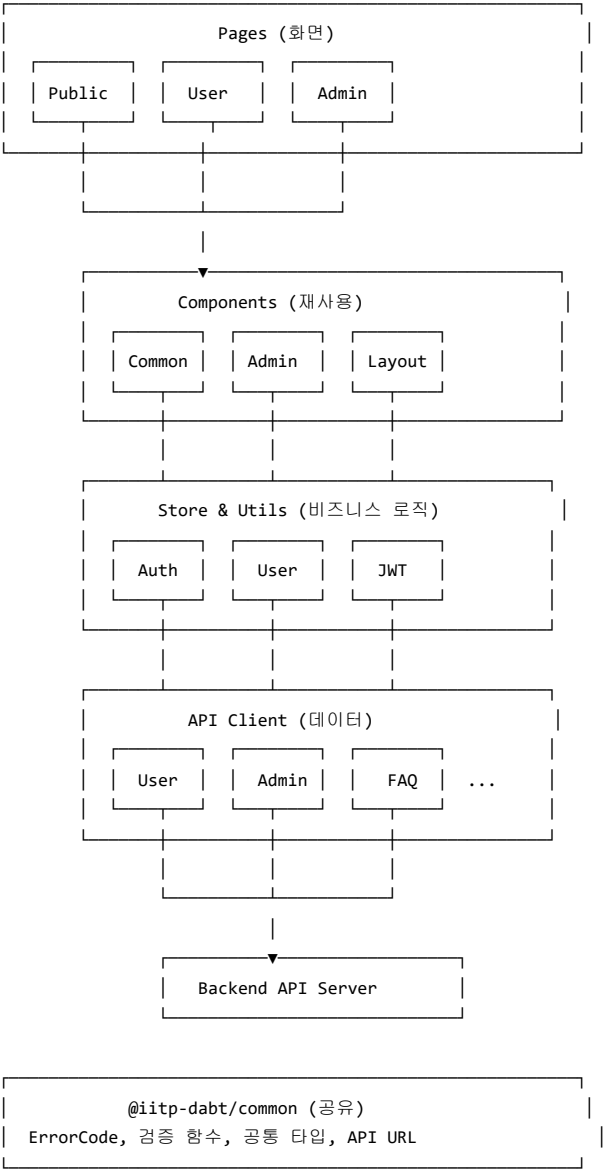 Pages (화면)
Public User Admin
Components (재사용)
Common Admin Layout
Store & Utils (비즈니스 로직)
Auth User JWT
API Client (데이터)
User Admin FAQ ...
Backend API Server
@iitp-dabt/common (공유)
ErrorCode, 검증 함수, 공통 타입, API URL